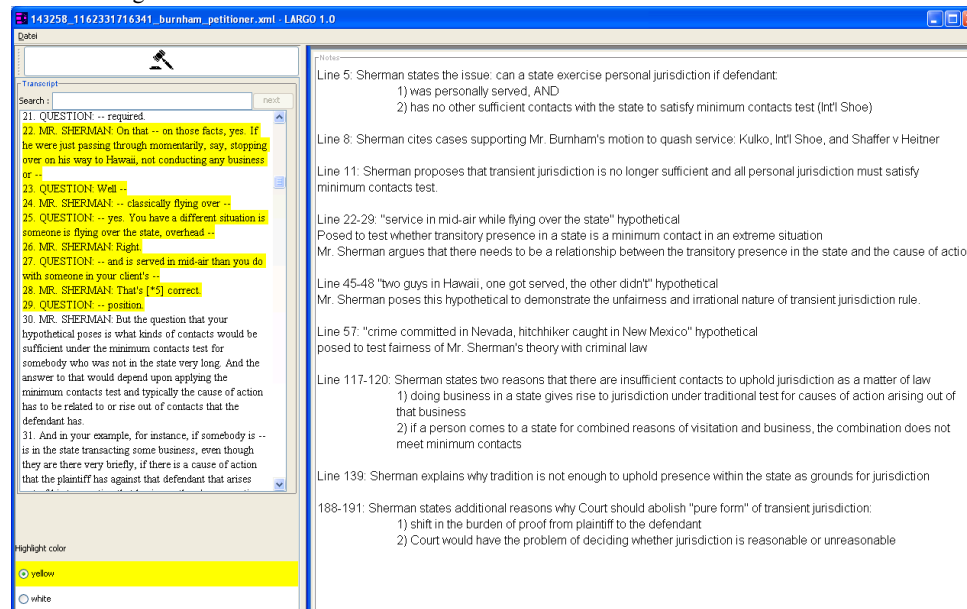 143258_1162331716341_burnham_petitioner.xml - LARGO 1.0
Datei
Transcript
Search :
next
21. QUESTION: -- required.
22. MR. SHERMAN: On that -- on those facts, yes. If
he were just passing through momentarily, say, stopping
over on his way to Hawaii, not conducting any business
or --
23. QUESTION: Well --
24. MR. SHERMAN: -- classically flying over --
25. QUESTION: -- yes. You have a different situation is
someone is flying over the state, overhead --
26. MR. SHERMAN: Right.
27. QUESTION: -- and is served in mid-air than you do
with someone in your client's --
28. MR. SHERMAN: That's [*5] correct.
29. QUESTION: -- position.
30. MR. SHERMAN: But the question that your
hypothetical poses is what kinds of contacts would be
sufficient under the minimum contacts test for
somebody who was not in the state very long. And the
answer to that would depend upon applying the
minimum contacts test and typically the cause of action
has to be related to or rise out of contacts that the
defendant has.
31. And in your example, for instance, if somebody is --
is in the state transacting some business, even though
they are there very briefly, if there is a cause of action
that the plaintiff has against that defendant that arises
Highlight color
yellow
white
Notes
Line 5: Sherman states the issue: can a state exercise personal jurisdiction if defendant:
1) was personally served, AND
2) has no other sufficient contacts with the state to satisfy minimum contacts test (Int'l Shoe)
Line 8: Sherman cites cases supporting Mr. Burnham's motion to quash service: Kulko, Int'l Shoe, and Shaffer v Heitner
Line 11: Sherman proposes that transient jurisdiction is no longer sufficient and all personal jurisdiction must satisfy
minimum contacts test.
Line 22-29: "service in mid-air while flying over the state" hypothetical
Posed to test whether transitory presence in a state is a minimum contact in an extreme situation
Mr. Sherman argues that there needs to be a relationship between the transitory presence in the state and the cause of actio
Line 45-48 "two guys in Hawaii, one got served, the other didn't" hypothetical
Mr. Sherman poses this hypothetical to demonstrate the unfairness and irrational nature of transient jurisdiction rule.
Line 57: "crime committed in Nevada, hitchhiker caught in New Mexico" hypothetical
posed to test fairness of Mr. Sherman's theory with criminal law
Line 117-120: Sherman states two reasons that there are insufficient contacts to uphold jurisdiction as a matter of law
1) doing business in a state gives rise to jurisdiction under traditional test for causes of action arising out of
that business
2) if a person comes to a state for combined reasons of visitation and business, the combination does not
meet minimum contacts
Line 139: Sherman explains why tradition is not enough to uphold presence within the state as grounds for jurisdiction
188-191: Sherman states additional reasons why Court should abolish "pure form" of transient jurisdiction:
1) shift in the burden of proof from plaintiff to the defendant
2) Court would have the problem of deciding whether jurisdiction is reasonable or unreasonable